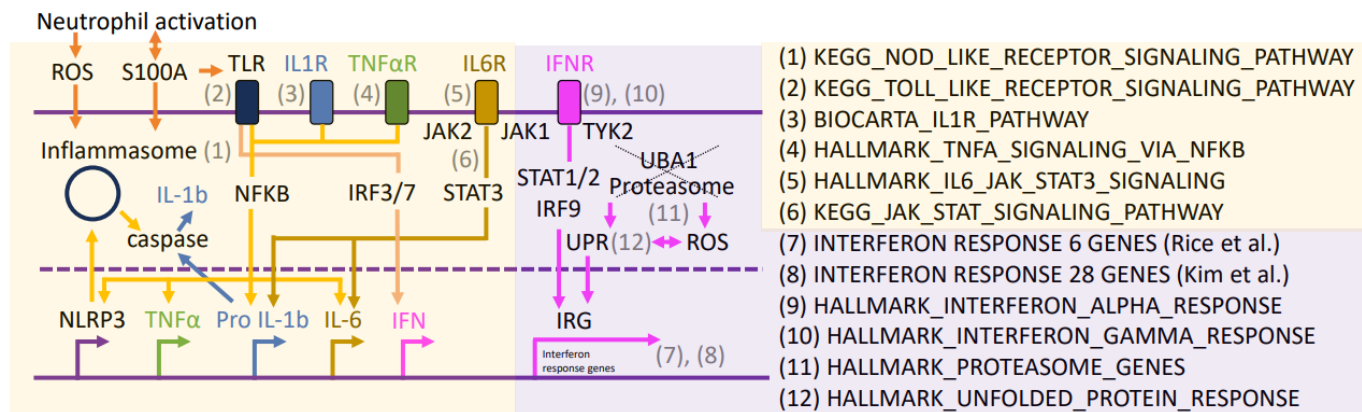 Neutrophil activation
ROS S100A TLR IL1R TNFαR IL6R IFNR
(2) (3) (4) (5) (9), (10)
JAK2 JAK1 TYK2
Inflammasome (1) (6) UBA1
IL-1b NFKB IRF3/7 STAT3 STAT1/2 Proteasome
IRF9 (11)
caspase UPR (12) ROS
NLRP3 TNFα Pro IL-1b IL-6 IFN IRG
Interferon
response genes
(7), (8)
(1) KEGG_NOD_LIKE_RECEPTOR_SIGNALING_PATHWAY
(2) KEGG_TOLL_LIKE_RECEPTOR_SIGNALING_PATHWAY
(3) BIOCARTA_IL1R_PATHWAY
(4) HALLMARK_TNFA_SIGNALING_VIA_NFKB
(5) HALLMARK_IL6_JAK_STAT3_SIGNALING
(6) KEGG_JAK_STAT_SIGNALING_PATHWAY
(7) INTERFERON RESPONSE 6 GENES (Rice et al.)
(8) INTERFERON RESPONSE 28 GENES (Kim et al.)
(9) HALLMARK_INTERFERON_ALPHA_RESPONSE
(10) HALLMARK_INTERFERON_GAMMA_RESPONSE
(11) HALLMARK_PROTEASOME_GENES
(12) HALLMARK_UNFOLDED_PROTEIN_RESPONSE